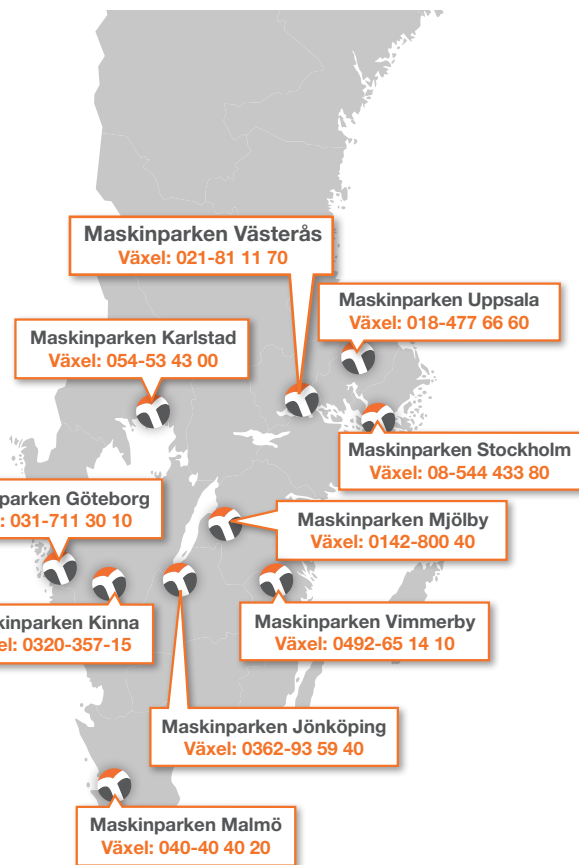 Maskinparken Västerås
Växel: 021-81 11 70
Maskinparken Uppsala
Växel: 018-477 66 60
Maskinparken Karlstad
Växel: 054-53 43 00
Maskinparken Stockholm
Växel: 08-544 433 80
parken Göteborg
: 031-711 30 10
Maskinparken Mjölby
Växel: 0142-800 40
kinparken Kinna
el: 0320-357-15
Maskinparken Vimmerby
Växel: 0492-65 14 10
Maskinparken Jönköping
Växel: 0362-93 59 40
Maskinparken Malmö
Växel: 040-40 40 20